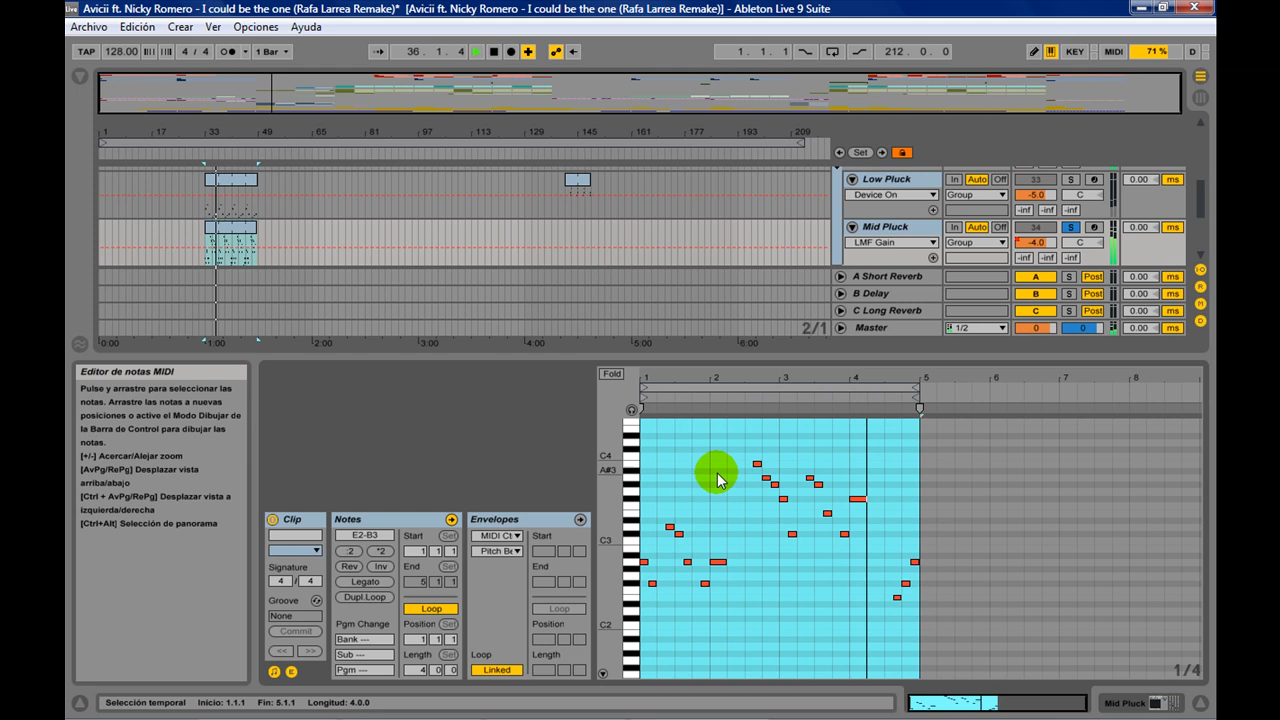 Live Avicii ft. Nicky Romero - I could be the one (Rafa Larrea Remake)* [Avicii ft. Nicky Romero - I could be the one (Rafa Larrea Remake)] - Ableton Live 9 Suite
Archivo Edición Crear Ver Opciones Ayuda
TAP 128.00 4 / 4 1 Bar 36. 1. 4 1. 1. 1 212. 0. 0 KEY MIDI 71 % D
1 17 33 49 65 81 97 113 129 145 161 177 193 209
Set
Low Pluck In Auto Off 33 S 0.00 ms
Device On Group -5.0 C
-inf -inf -inf
Mid Pluck In Auto Off 34 S 0.00 ms
LMF Gain Group -4.0 C
-inf -inf -inf
A Short Reverb A S Post 0.00 ms
B Delay B S Post 0.00 ms
C Long Reverb C S Post 0.00 ms
2/1 Master 1/2 0 0 0.00 ms
0:00 1:00 2:00 3:00 4:00 5:00 6:00
Editor de notas MIDI
Pulse y arrastre para seleccionar las
notas. Arrastre las notas a nuevas
posiciones o active el Modo Dibujar de
la Barra de Control para dibujar las
notas.
[+/-] Acercar/Alejar zoom
[AvPg/RePg] Desplazar vista
arriba/abajo
[Ctrl + AvPg/RePg] Desplazar vista a
izquierda/derecha
[Ctrl+Alt] Selección de panorama
Clip
Signature
4 / 4
Groove
None
Commit
<< >>
Notes
E2-B3 Start Set
:2 *2 1 1 1
Rev Inv End Set
Legato 5 1 1
Dupl.Loop Loop
Pgm Change Position Set
Bank --- 1 1 1
Sub --- Length Set
Pgm --- 4 0 0
Envelopes
MIDI Ct Start
Pitch Be
End
Loop
Position
Loop Length
Linked
Fold 1 2 3 4 5 6 7 8
C4
A#3
C3
C2
1/4
Selección temporal Inicio: 1.1.1 Fin: 5.1.1 Longitud: 4.0.0 Mid Pluck